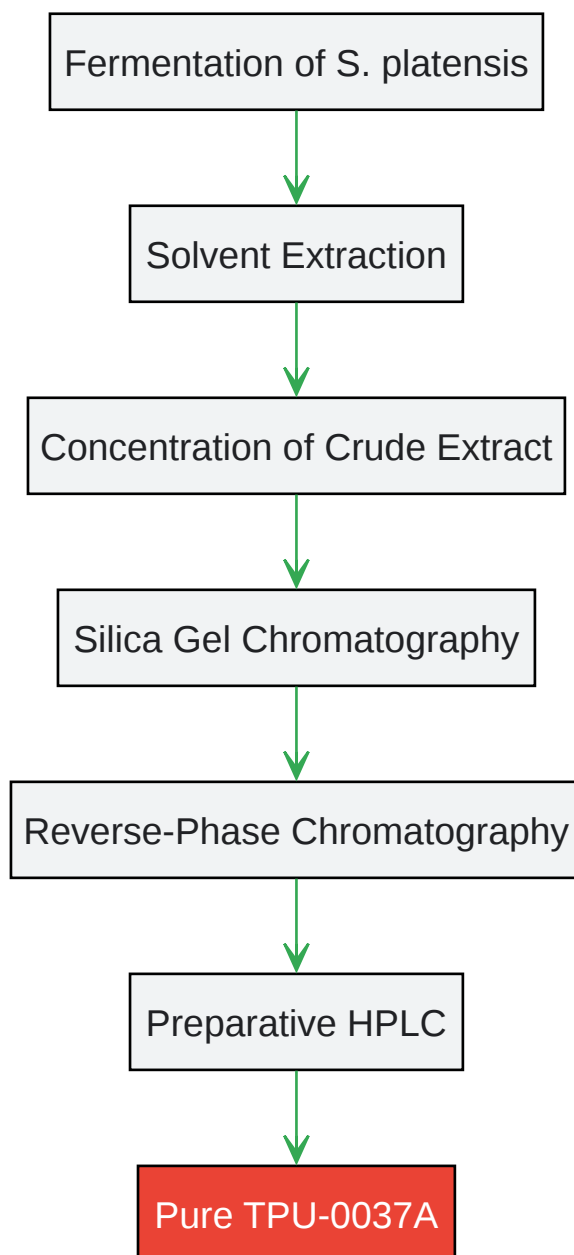 Fermentation of S. platensis
Solvent Extraction
Concentration of Crude Extract
Silica Gel Chromatography
Reverse-Phase Chromatography
Preparative HPLC
Pure TPU-0037A